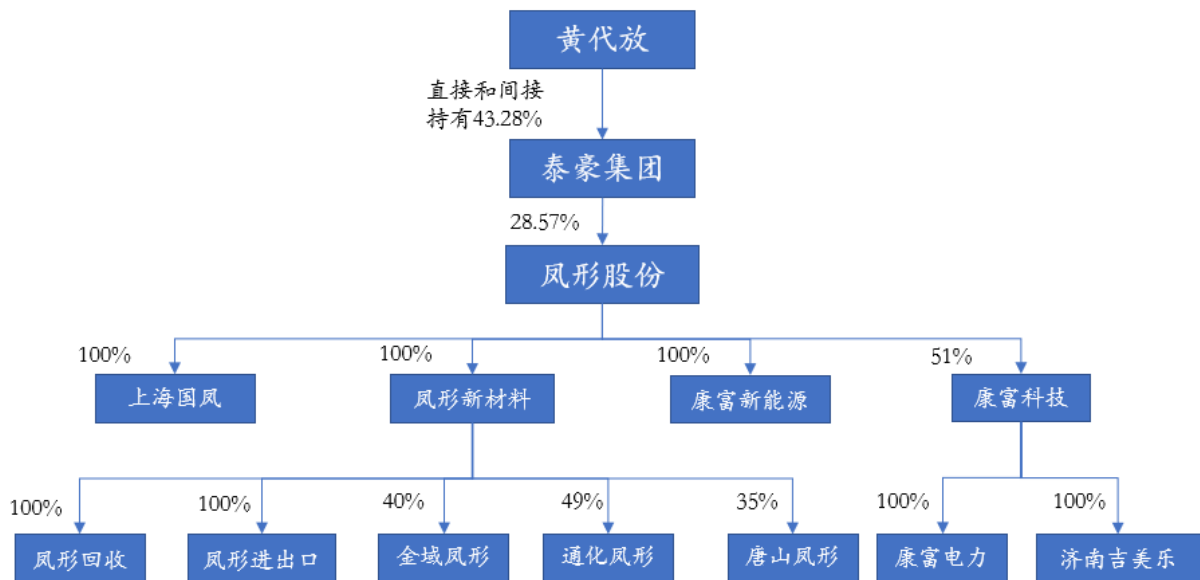 黄代放
直接和间接
持有43.28%
泰豪集团
28.57%
凤形股份
100%
100%
100%
51%
上海国凤
凤形新材料
康富新能源
康富科技
100%
100%
40%
49%
35%
100%
100%
凤形回收
凤形进出口
金域凤形
通化凤形
唐山凤形
康富电力
济南吉美乐